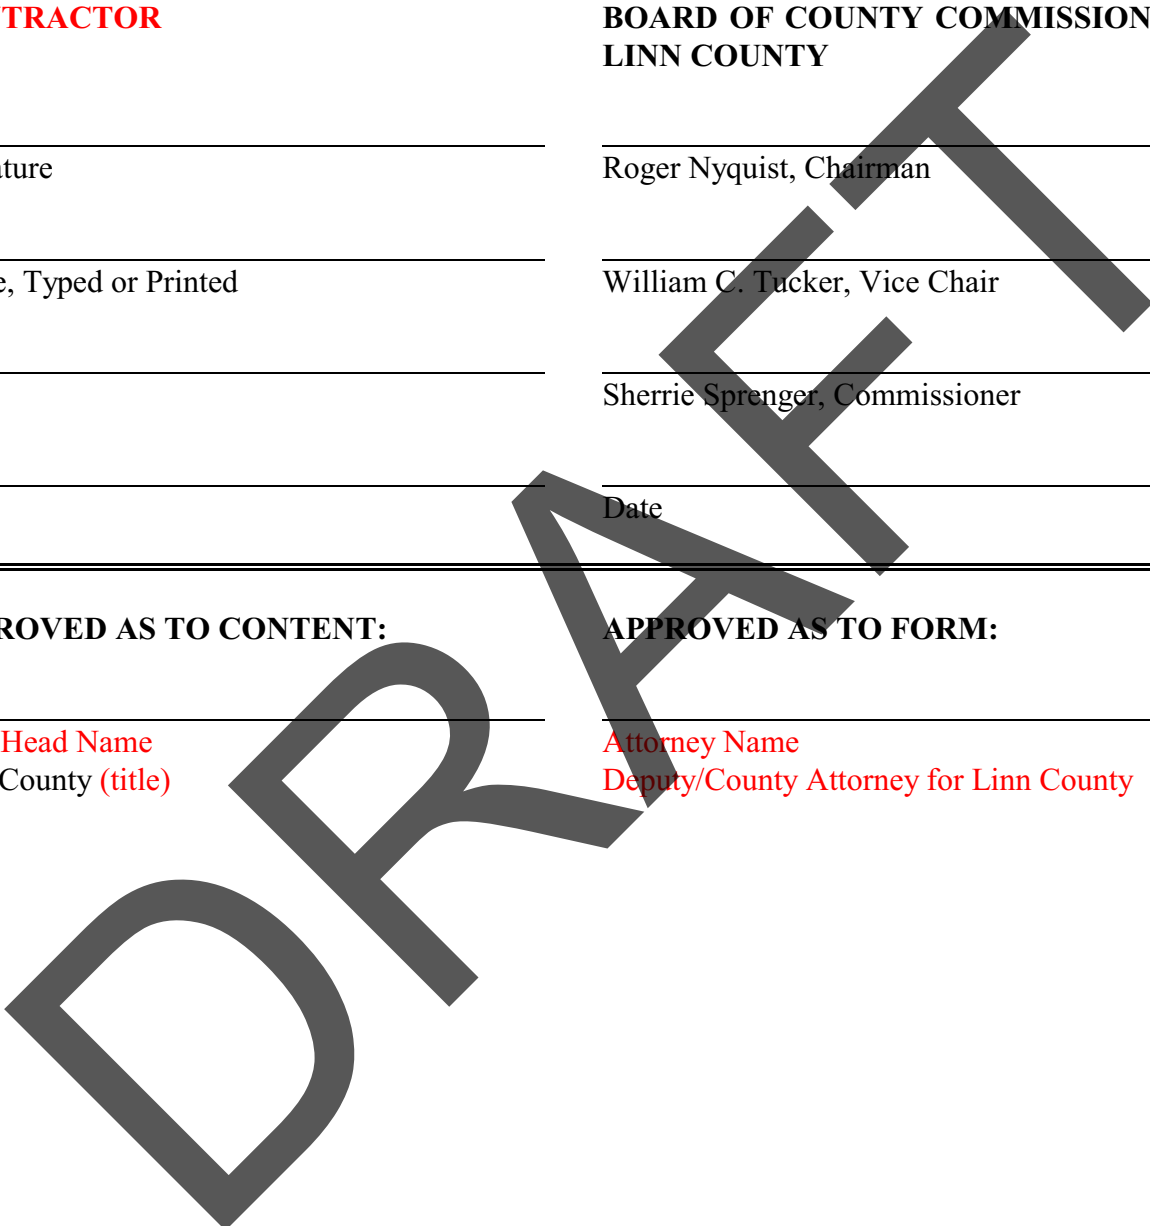 NTRACTOR
BOARD OF COUNTY COMMISSION
LINN COUNTY
ature
Roger Nyquist, Chairman
e, Typed or Printed
William C. Tucker, Vice Chair
Sherrie Sprenger, Commissioner
Date
ROVED AS TO CONTENT:
APPROVED AS TO FORM:
Head Name
County (title)
Attorney Name
Deputy/County Attorney for Linn County
DRAFT